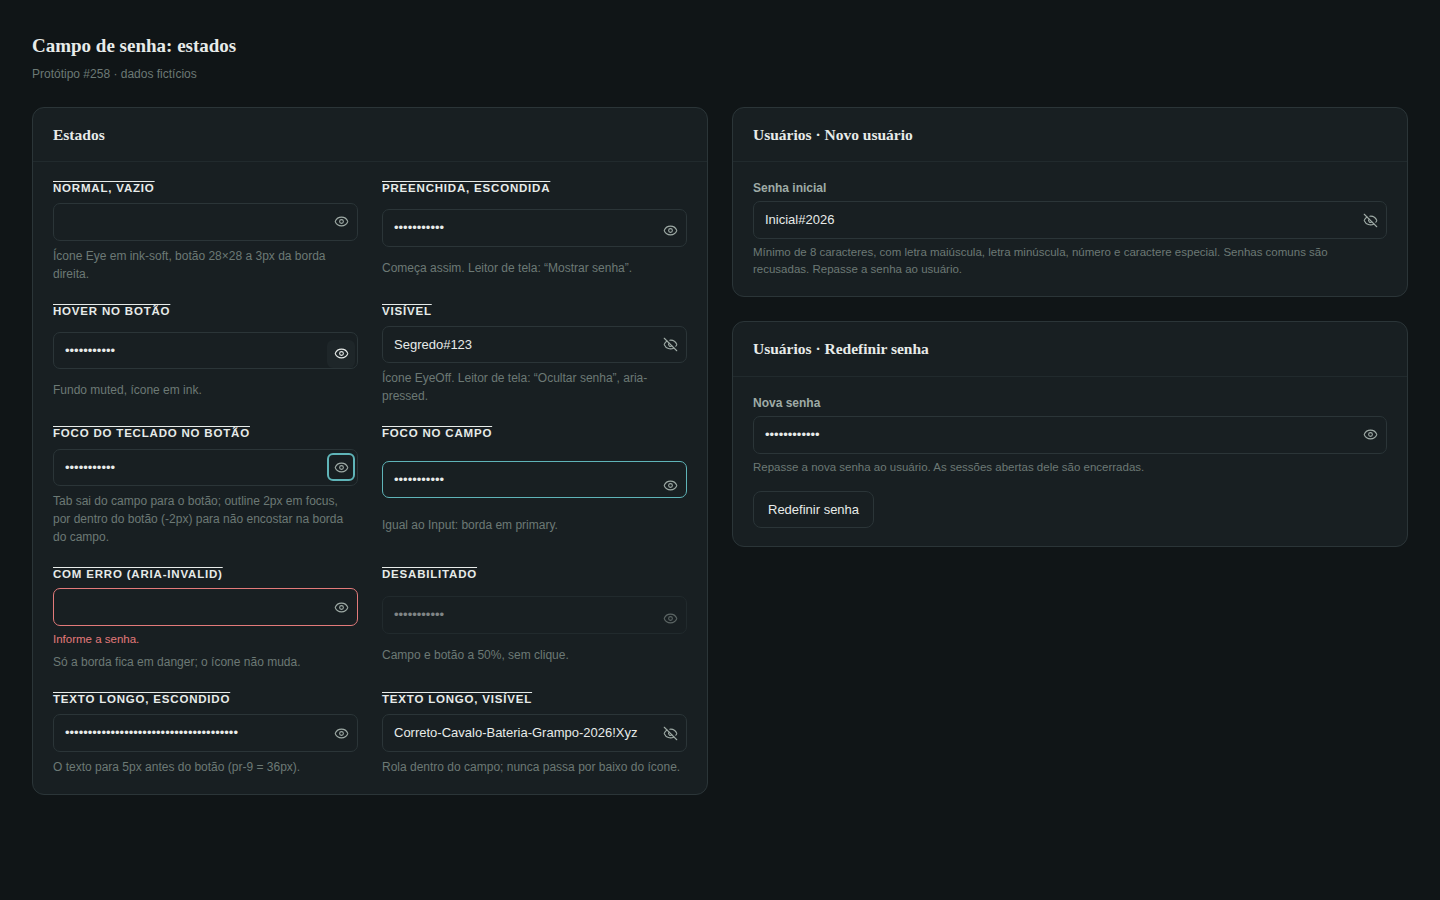 Campo de senha: estados
Protótipo #258 · dados fictícios
Estados
NORMAL, VAZIO
Ícone Eye em ink-soft, botão 28×28 a 3px da borda
direita.
PREENCHIDA, ESCONDIDA
•••••••••••
Começa assim. Leitor de tela: “Mostrar senha”.
HOVER NO BOTÃO
•••••••••••
Fundo muted, ícone em ink.
VISÍVEL
Segredo#123
Ícone EyeOff. Leitor de tela: “Ocultar senha”, aria-
pressed.
FOCO DO TECLADO NO BOTÃO
•••••••••••
Tab sai do campo para o botão; outline 2px em focus,
por dentro do botão (-2px) para não encostar na borda
do campo.
FOCO NO CAMPO
•••••••••••
Igual ao Input: borda em primary.
COM ERRO (ARIA-INVALID)
Informe a senha.
Só a borda fica em danger; o ícone não muda.
DESABILITADO
•••••••••••
Campo e botão a 50%, sem clique.
TEXTO LONGO, ESCONDIDO
••••••••••••••••••••••••••••••••••••••
O texto para 5px antes do botão (pr-9 = 36px).
TEXTO LONGO, VISÍVEL
Correto-Cavalo-Bateria-Grampo-2026!Xyz
Rola dentro do campo; nunca passa por baixo do ícone.
Usuários · Novo usuário
Senha inicial
Inicial#2026
Mínimo de 8 caracteres, com letra maiúscula, letra minúscula, número e caractere especial. Senhas comuns são
recusadas. Repasse a senha ao usuário.
Usuários · Redefinir senha
Nova senha
••••••••••••
Repasse a nova senha ao usuário. As sessões abertas dele são encerradas.
Redefinir senha